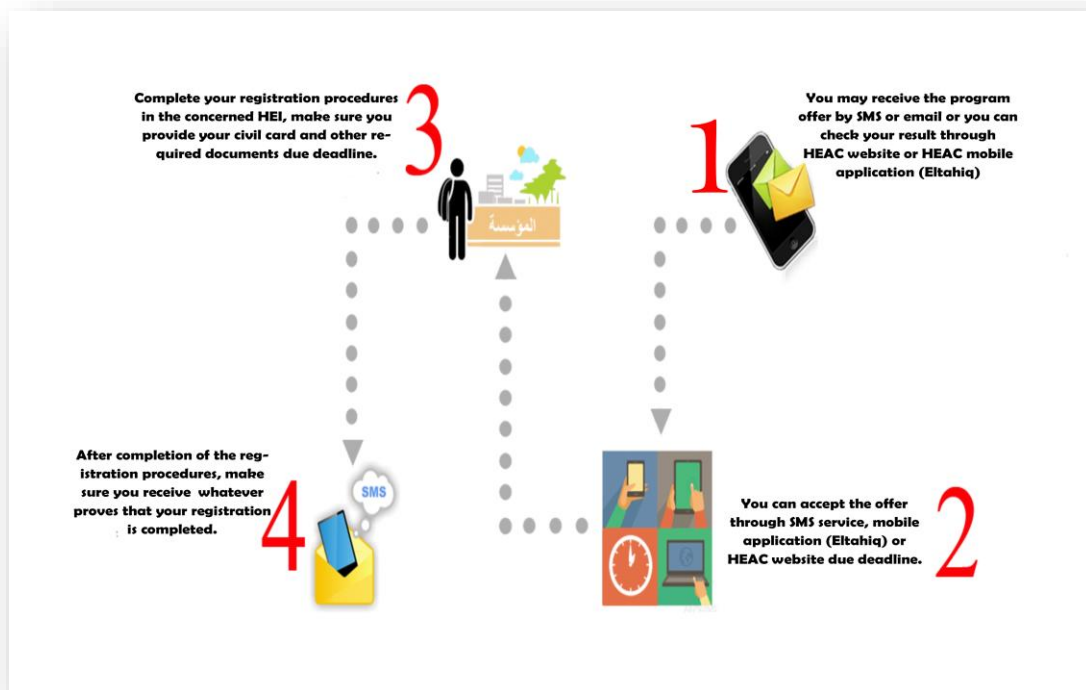 1
You may receive the program
offer by SMS or email or you can
check your result through
HEAC website or HEAC mobile
application (Eltahiq)
2
You can accept the offer
through SMS service, mobile
application (Eltahiq) or
HEAC website due deadline.
3
Complete your registration procedures
in the concerned HEI, make sure you
provide your civil card and other re-
quired documents due deadline.
المؤسسة
4
After completion of the reg-
istration procedures, make
sure you receive whatever
proves that your registration
is completed.
SMS